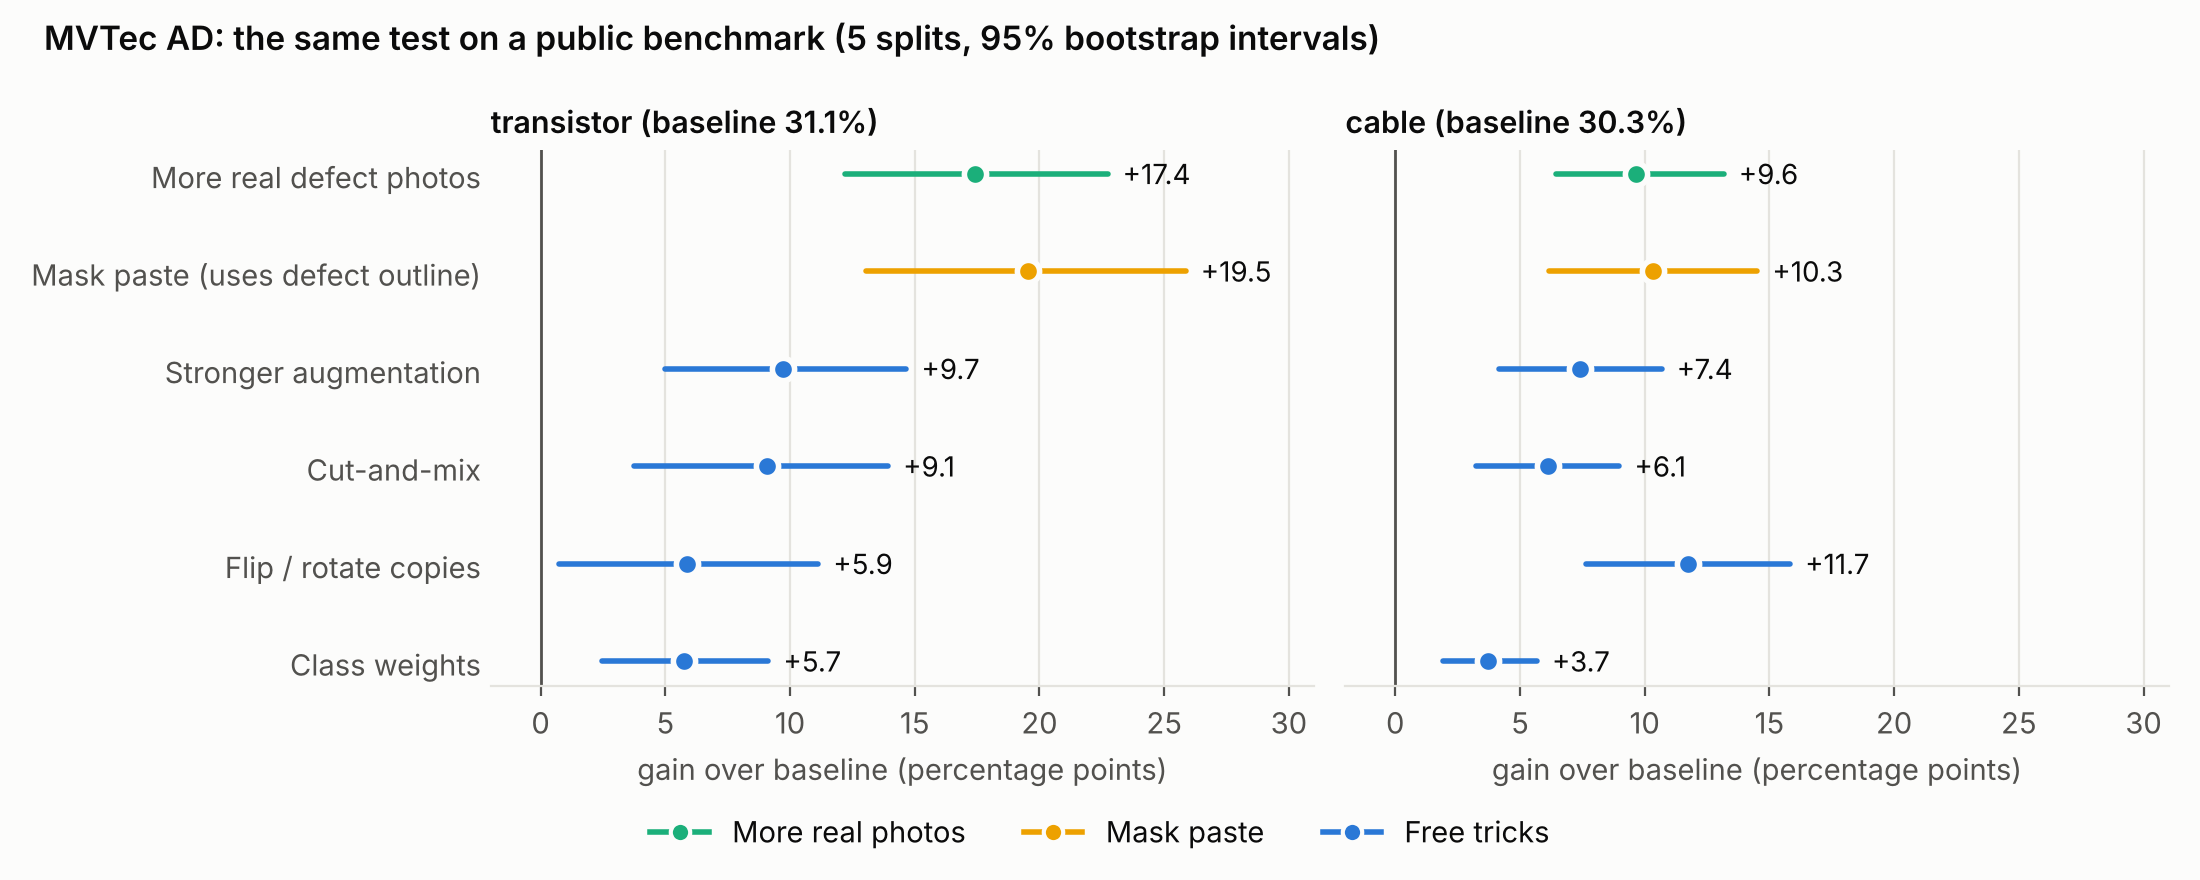 MVTec AD: the same test on a public benchmark (5 splits, 95% bootstrap intervals)
transistor (baseline 31.1%)
cable (baseline 30.3%)
More real defect photos
+17.4
+9.6
Mask paste (uses defect outline)
+19.5
+10.3
Stronger augmentation
+9.7
+7.4
Cut-and-mix
+9.1
+6.1
Flip / rotate copies
+5.9
+11.7
Class weights
+5.7
+3.7
0 5 10 15 20 25 30
0 5 10 15 20 25 30
gain over baseline (percentage points)
gain over baseline (percentage points)
More real photos
Mask paste
Free tricks